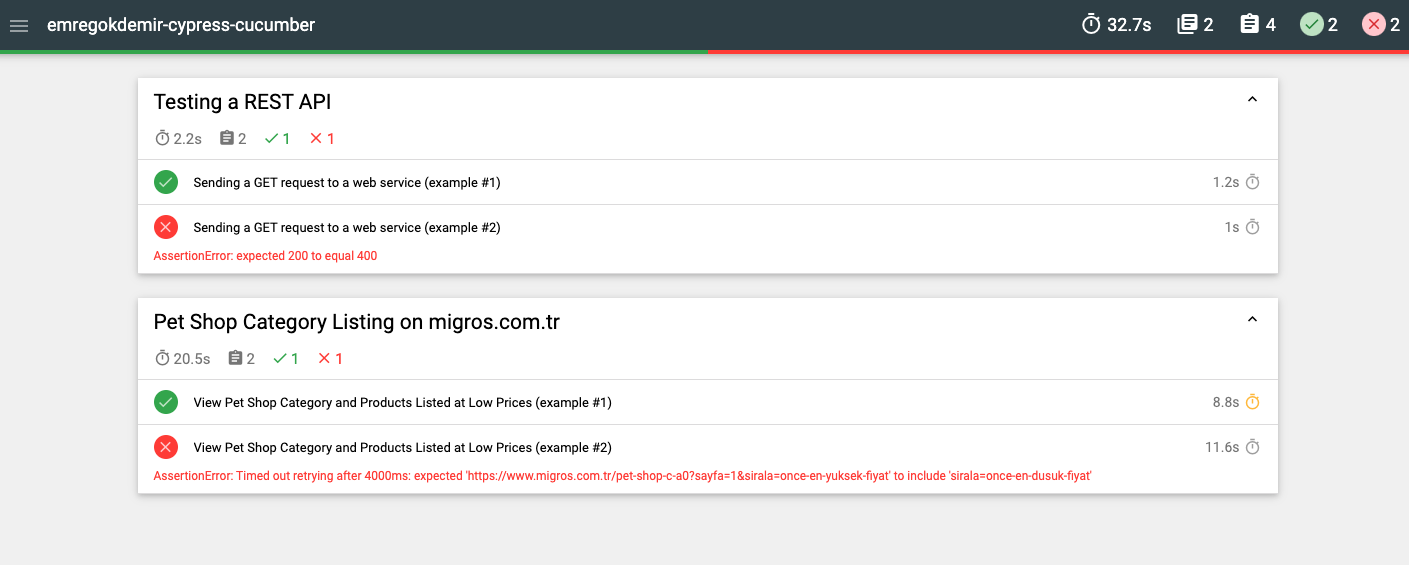 emregokdemir-cypress-cucumber 32.7s 2 4 2 2
Testing a REST API
2.2s 2 1 1
Sending a GET request to a web service (example #1) 1.2s
Sending a GET request to a web service (example #2) 1s
AssertionError: expected 200 to equal 400
Pet Shop Category Listing on migros.com.tr
20.5s 2 1 1
View Pet Shop Category and Products Listed at Low Prices (example #1) 8.8s
View Pet Shop Category and Products Listed at Low Prices (example #2) 11.6s
AssertionError: Timed out retrying after 4000ms: expected 'https://www.migros.com.tr/pet-shop-c-a0?sayfa=1&sirala=once-en-yuksek-fiyat' to include 'sirala=once-en-dusuk-fiyat'